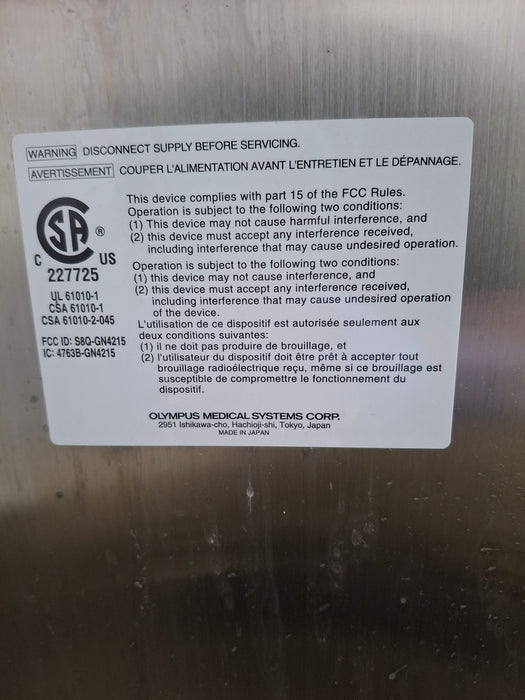 WARNING DISCONNECT SUPPLY BEFORE SERVICING.
AVERTISSEMENT COUPER L'ALIMENTATION AVANT L'ENTRETIEN ET LE DÉPANNAGE.
C SA ® US
227725
UL 61010-1
CSA 61010-1
CSA 61010-2-045
FCC ID: S8Q-GN4215
IC: 4763B-GN4215
This device complies with part 15 of the FCC Rules.
Operation is subject to the following two conditions:
(1) This device may not cause harmful interference, and
(2) this device must accept any interference received,
including interference that may cause undesired operation.
Operation is subject to the following two conditions:
(1) this device may not cause interference, and
(2) this device must accept any interference received,
including interference that may cause undesired operation
of the device.
L'utilisation de ce dispositif est autorisée seulement aux
deux conditions suivantes:
(1) il ne doit pas produire de brouillage, et
(2) l'utilisateur du dispositif doit être prêt à accepter tout
brouillage radioélectrique reçu, même si ce brouillage est
susceptible de compromettre le fonctionnement du
dispositif.
OLYMPUS MEDICAL SYSTEMS CORP.
2951 Ishikawa-cho, Hachioji-shi, Tokyo, Japan
MADE IN JAPAN